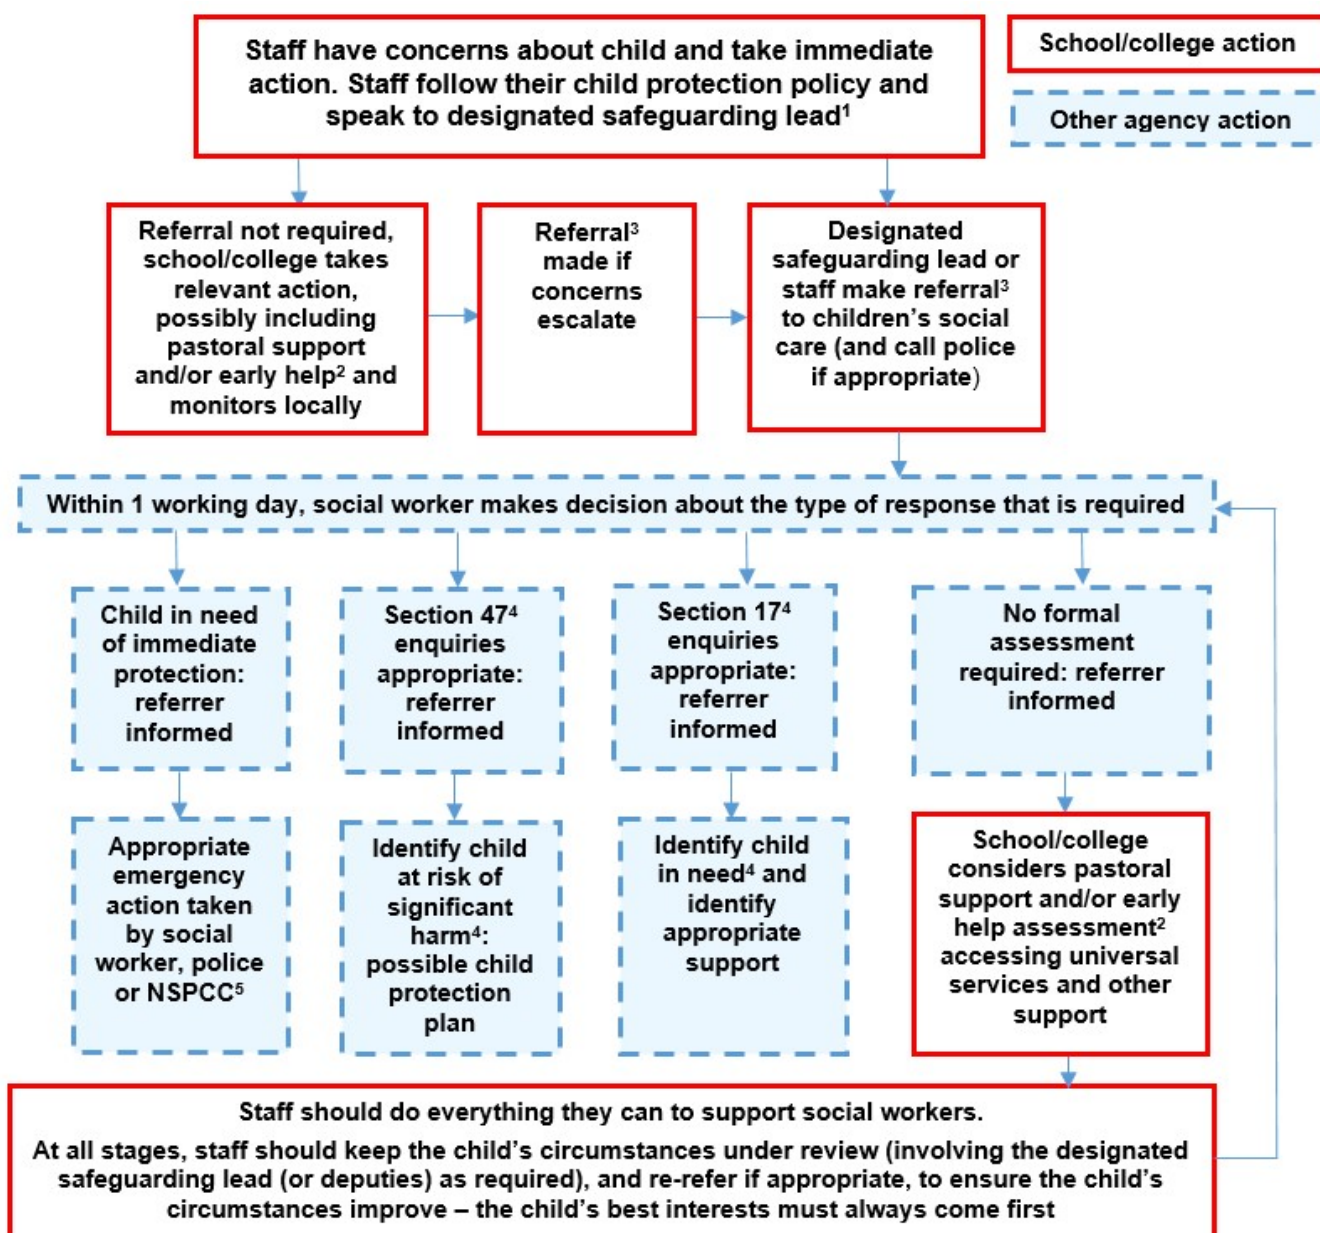 Staff have concerns about child and take immediate
action. Staff follow their child protection policy and
speak to designated safeguarding lead¹
School/college action
Other agency action
Referral not required,
school/college takes
relevant action,
possibly including
pastoral support
and/or early help² and
monitors locally
Referral³
made if
concerns
escalate
Designated
safeguarding lead or
staff make referral³
to children’s social
care (and call police
if appropriate)
Within 1 working day, social worker makes decision about the type of response that is required
Child in need
of immediate
protection:
referrer
informed
Section 47⁴
enquiries
appropriate:
referrer
informed
Section 17⁴
enquiries
appropriate:
referrer
informed
No formal
assessment
required: referrer
informed
Appropriate
emergency
action taken
by social
worker, police
or NSPCC⁵
Identify child
at risk of
significant
harm⁴:
possible child
protection
plan
Identify child
in need⁴ and
identify
appropriate
support
School/college
considers pastoral
support and/or early
help assessment²
accessing universal
services and other
support
Staff should do everything they can to support social workers.
At all stages, staff should keep the child’s circumstances under review (involving the designated
safeguarding lead (or deputies) as required), and re-refer if appropriate, to ensure the child’s
circumstances improve – the child’s best interests must always come first